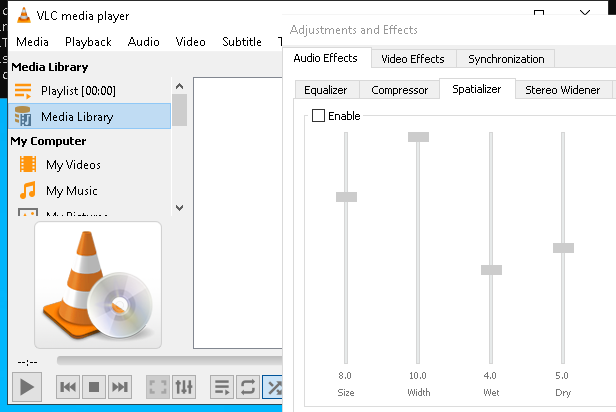 VLC media player
Adjustments and Effects
Media Playback Audio Video Subtitle
Audio Effects Video Effects Synchronization
Media Library
Equalizer Compressor Spatializer Stereo Widener
Playlist [00:00]
Media Library
Enable
My Computer
My Videos
My Music
My Pictures
--:--
8.0 10.0 4.0 5.0
Size Width Wet Dry